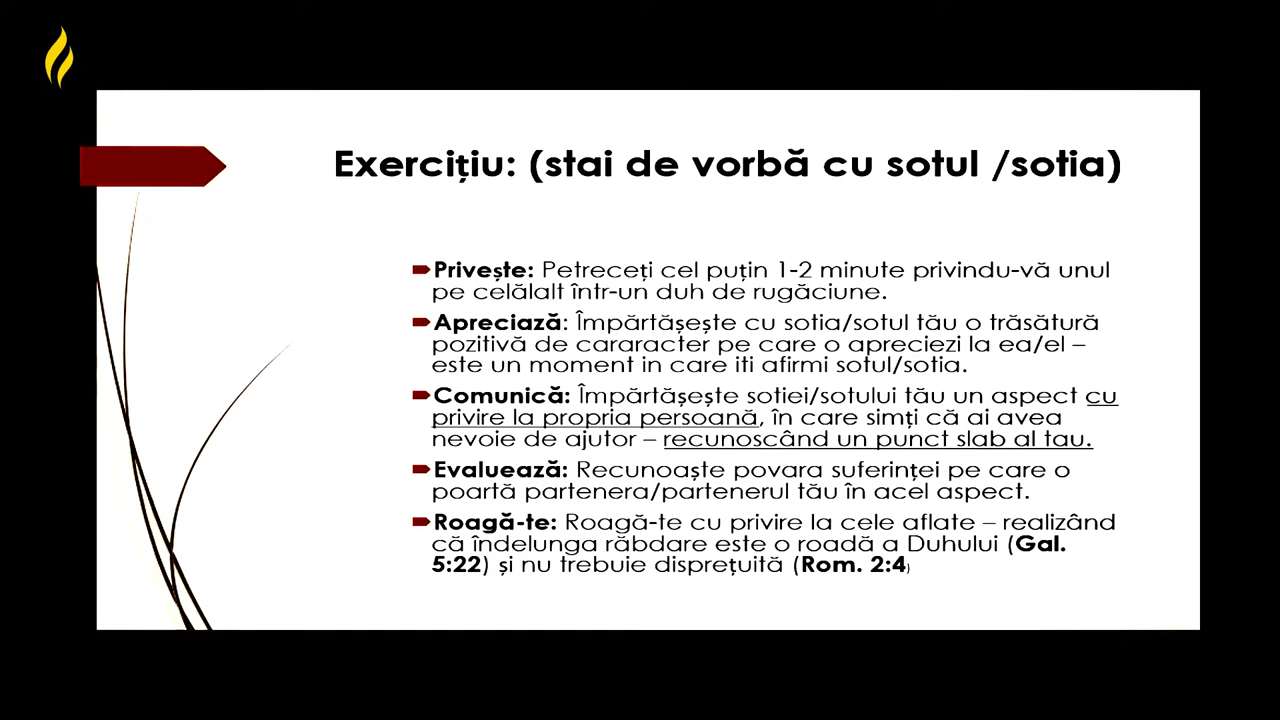 Exercițiu: (stai de vorbă cu sotul /sotia)
Privește: Petreceți cel puțin 1-2 minute privindu-vă unul
pe celălalt într-un duh de rugăciune.
Apreciază: Împărtășește cu sotia/sotul tău o trăsătură
pozitivă de cararacter pe care o apreciezi la ea/el –
este un moment in care iti afirmi sotul/sotia.
Comunică: Împărtășește sotiei/sotului tău un aspect cu
privire la propria persoană, în care simți că ai avea
nevoie de ajutor – recunoscând un punct slab al tau.
Evaluează: Recunoaște povara suferinței pe care o
poartă partenera/partenerul tău în acel aspect.
Roagă-te: Roagă-te cu privire la cele aflate – realizând
că îndelunga răbdare este o roadă a Duhului (Gal.
5:22) și nu trebuie disprețuită (Rom. 2:4)